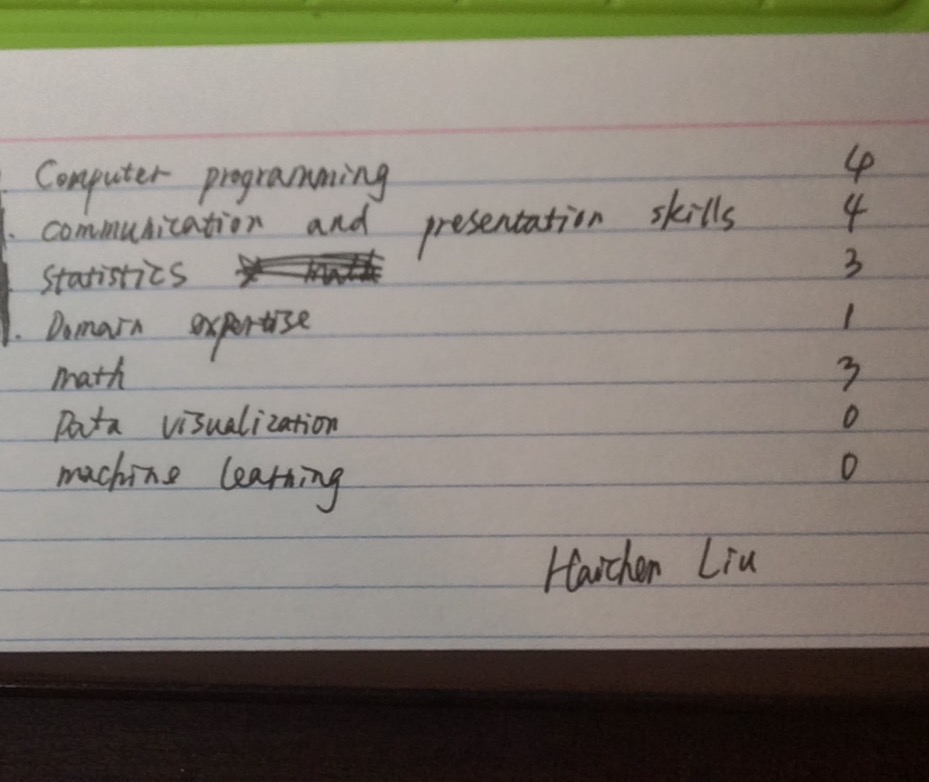 Computer programming 4
communication and presentation skills 4
statistics 3
Domain expertise 1
math 3
Data visualization 0
machine learning 0
Haichen Liu